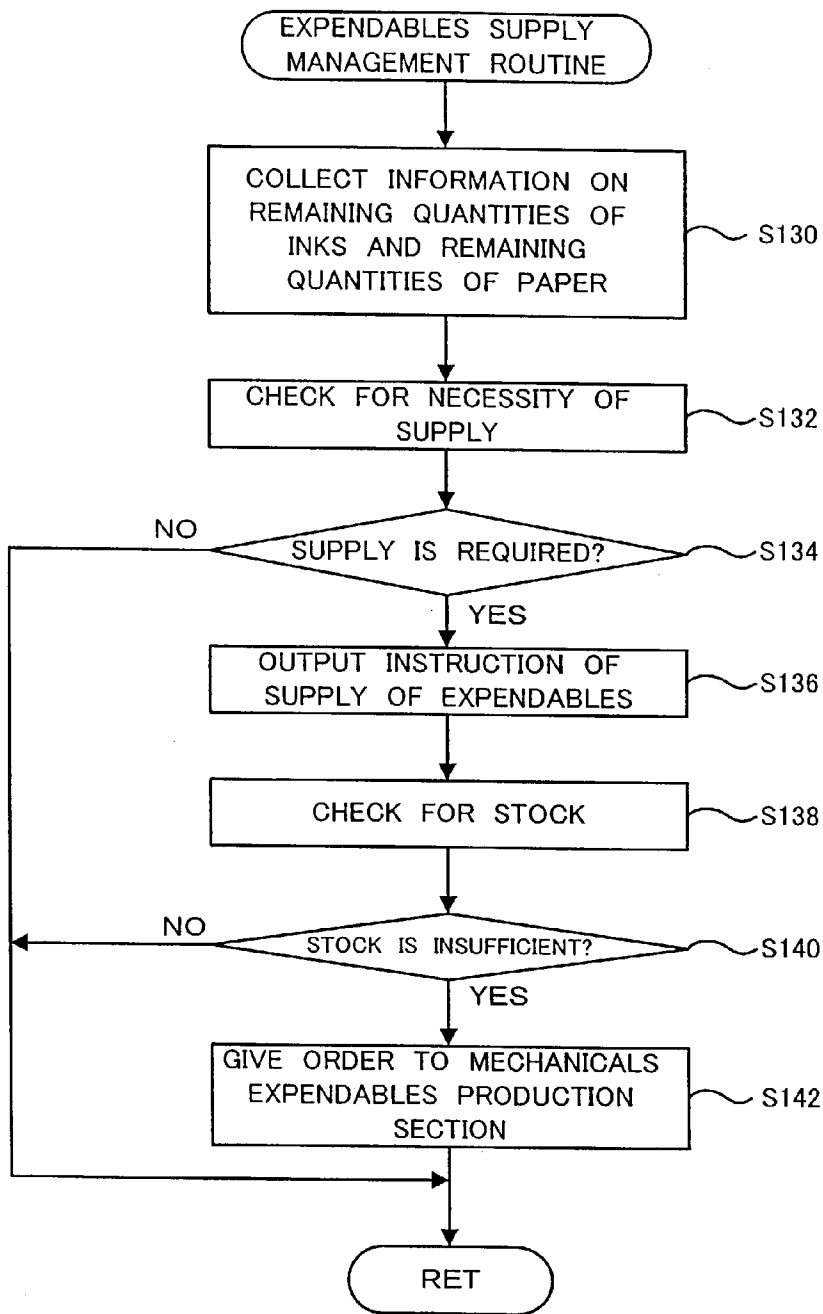 EXPENDABLES SUPPLY
MANAGEMENT ROUTINE
COLLECT INFORMATION ON
REMAINING QUANTITIES OF
INKS AND REMAINING
QUANTITIES OF PAPER
S130
CHECK FOR NECESSITY OF
SUPPLY
S132
NO
SUPPLY IS REQUIRED?
S134
YES
OUTPUT INSTRUCTION OF
SUPPLY OF EXPENDABLES
S136
CHECK FOR STOCK
S138
NO
STOCK IS INSUFFICIENT?
S140
YES
GIVE ORDER TO MECHANICALS
EXPENDABLES PRODUCTION
SECTION
S142
RET